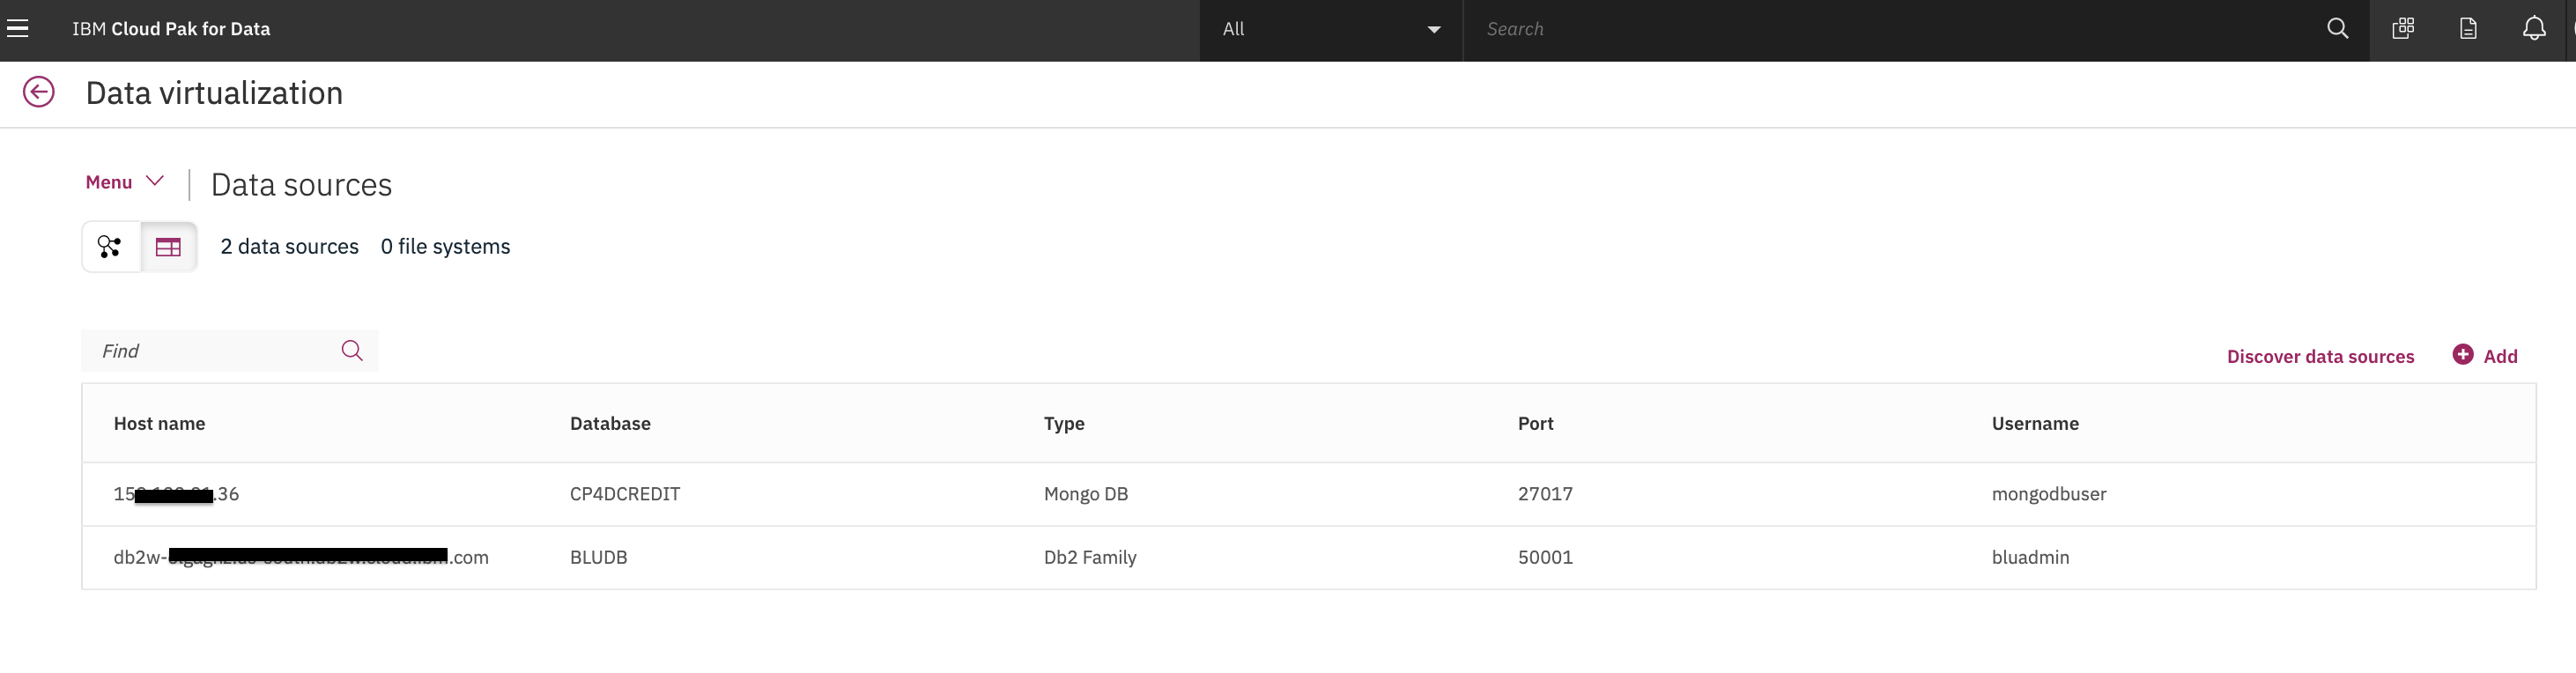 IBM Cloud Pak for Data All Search
Data virtualization
Menu Data sources
2 data sources 0 file systems
Find Discover data sources Add
Host name Database Type Port Username
15 .36 CP4DCREDIT Mongo DB 27017 mongodbuser
db2w- .com BLUDB Db2 Family 50001 bluadmin